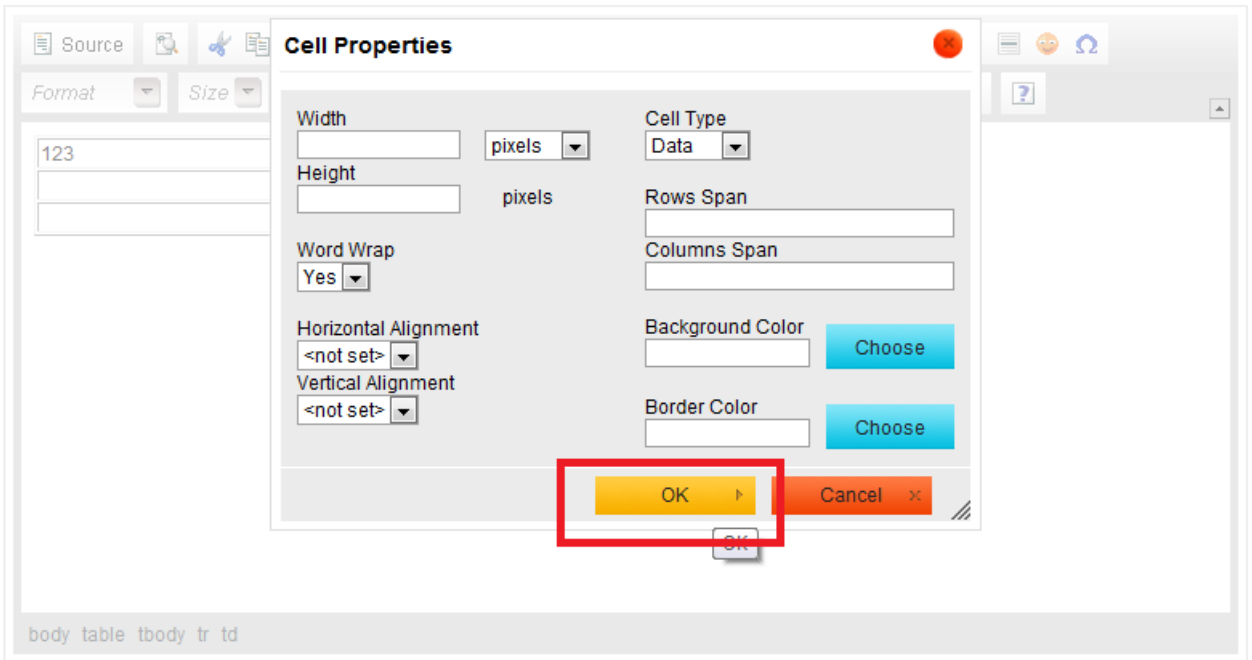 Source
Cell Properties
Format
Size
123
Width
pixels
Cell Type
Data
Height
pixels
Rows Span
Word Wrap
Yes
Columns Span
Horizontal Alignment
<not set>
Background Color
Choose
Vertical Alignment
<not set>
Border Color
Choose
OK
Cancel
OK
body table tbody tr td